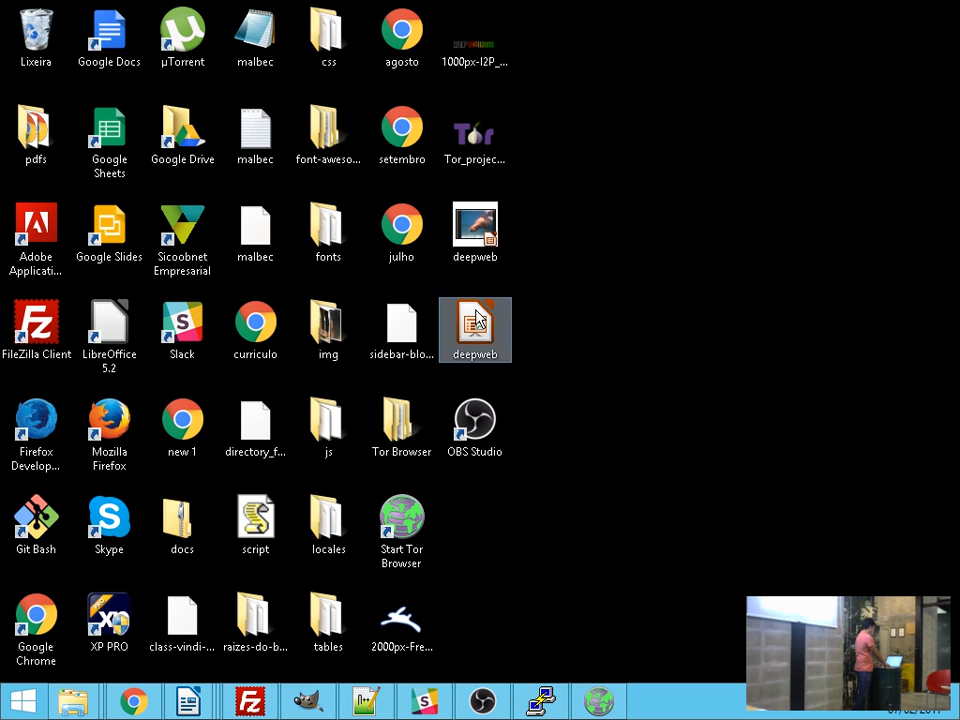 Lixeira
Google Docs
µTorrent
malbec
css
agosto
1000px-I2P_...
pdfs
Google
Sheets
Google Drive
malbec
font-aweso...
setembro
Tor
Tor_projec...
Adobe
Applicati...
Google Slides
Sicoobnet
Empresarial
malbec
fonts
julho
deepweb
FileZilla Client
LibreOffice
5.2
Slack
curriculo
img
sidebar-blo...
deepweb
Firefox
Develop...
Mozilla
Firefox
new 1
directory_f...
js
Tor Browser
OBS Studio
Git Bash
Skype
docs
script
locales
Start Tor
Browser
Google
Chrome
XP
XP PRO
class-vindi-...
raizes-do-b...
tables
2000px-Fre...